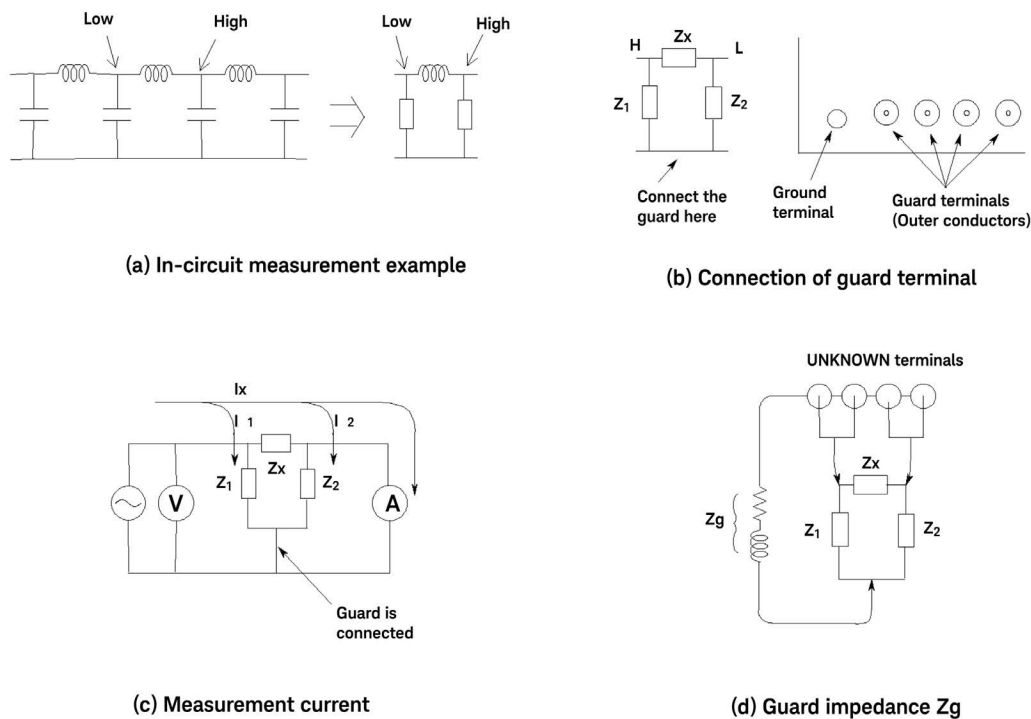 Low
High
Low
High
(a) In-circuit measurement example
H
Zx
L
Z1
Z2
Connect the
guard here
Ground
terminal
Guard terminals
(Outer conductors)
(b) Connection of guard terminal
Ix
I 1
I 2
V
Z1
Zx
Z2
A
Guard is
connected
(c) Measurement current
UNKNOWN terminals
Zx
Zg
Z1
Z2
(d) Guard impedance Zg